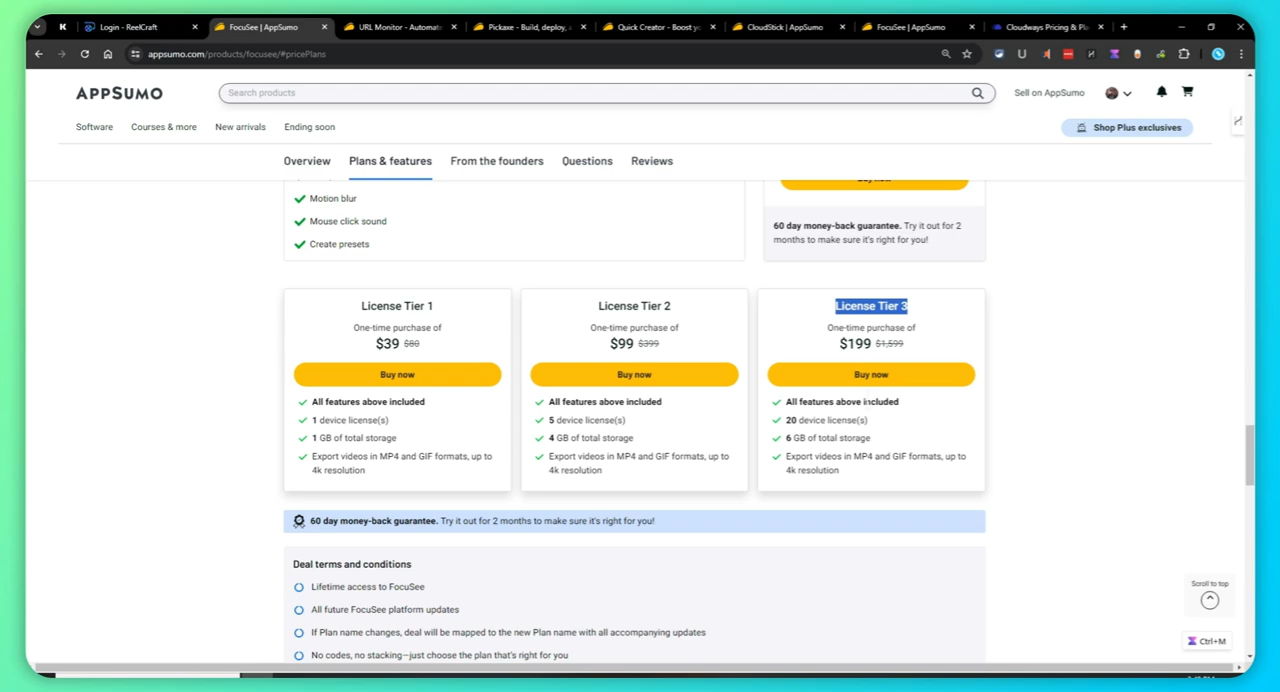 K
Login - ReelCraft
FocuSee | AppSumo
URL Monitor - Automate
Pickaxe - Build, deploy,
Quick Creator - Boost yo
CloudStick | AppSumo
FocuSee | AppSumo
Cloudways Pricing & Pl
appsumo.com/products/focusee/#pricePlans
APPSUMO
Search products
Sell on AppSumo
Software
Courses & more
New arrivals
Ending soon
Shop Plus exclusives
Overview
Plans & features
From the founders
Questions
Reviews
Motion blur
Mouse click sound
Create presets
Buy now
60 day money-back guarantee. Try it out for 2
months to make sure it's right for you!
License Tier 1
One-time purchase of
$39 $80
Buy now
All features above included
1 device license(s)
1 GB of total storage
Export videos in MP4 and GIF formats, up to
4k resolution
License Tier 2
One-time purchase of
$99 $399
Buy now
All features above included
5 device license(s)
4 GB of total storage
Export videos in MP4 and GIF formats, up to
4k resolution
License Tier 3
One-time purchase of
$199 $1,599
Buy now
All features above included
20 device license(s)
6 GB of total storage
Export videos in MP4 and GIF formats, up to
4k resolution
60 day money-back guarantee. Try it out for 2 months to make sure it's right for you!
Deal terms and conditions
Lifetime access to FocuSee
All future FocuSee platform updates
If Plan name changes, deal will be mapped to the new Plan name with all accompanying updates
No codes, no stacking—just choose the plan that's right for you
Scroll to top
Ctrl+M